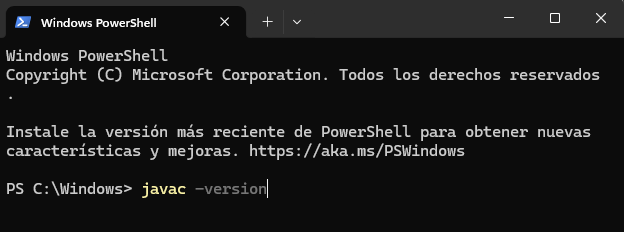 Windows PowerShell
Windows PowerShell
Copyright (C) Microsoft Corporation. Todos los derechos reservados
.
Instale la versión más reciente de PowerShell para obtener nuevas
características y mejoras. https://aka.ms/PSWindows
PS C:\Windows> javac -version